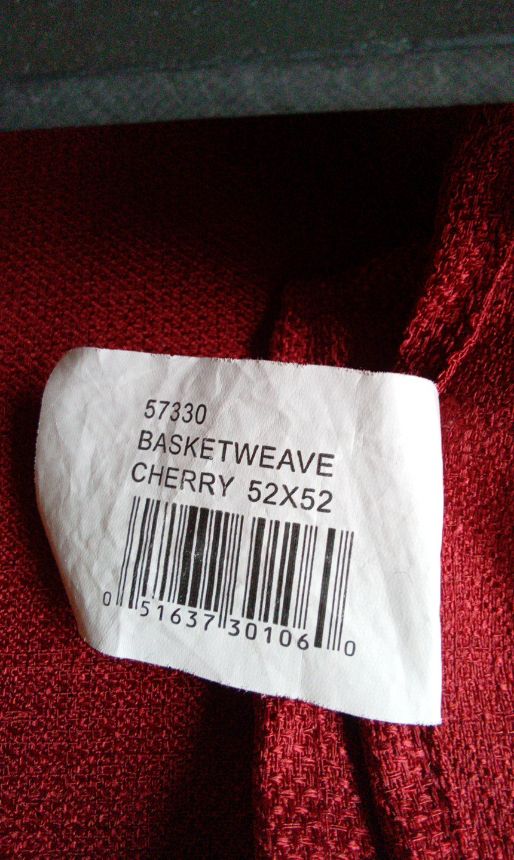 57330
BASKETWEAVE
CHERRY 52X52
0 51637 30106 0